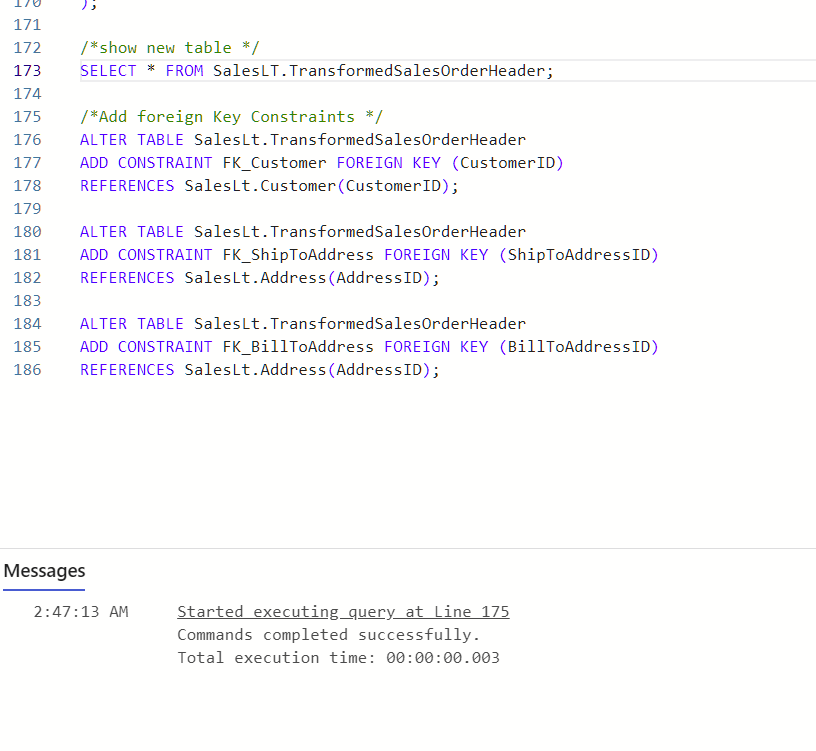 170 );
171
172 /*show new table */
173 SELECT * FROM SalesLT.TransformedSalesOrderHeader;
174
175 /*Add foreign Key Constraints */
176 ALTER TABLE SalesLt.TransformedSalesOrderHeader
177 ADD CONSTRAINT FK_Customer FOREIGN KEY (CustomerID)
178 REFERENCES SalesLt.Customer(CustomerID);
179
180 ALTER TABLE SalesLt.TransformedSalesOrderHeader
181 ADD CONSTRAINT FK_ShipToAddress FOREIGN KEY (ShipToAddressID)
182 REFERENCES SalesLt.Address(AddressID);
183
184 ALTER TABLE SalesLt.TransformedSalesOrderHeader
185 ADD CONSTRAINT FK_BillToAddress FOREIGN KEY (BillToAddressID)
186 REFERENCES SalesLt.Address(AddressID);
Messages
2:47:13 AM Started executing query at Line 175
Commands completed successfully.
Total execution time: 00:00:00.003